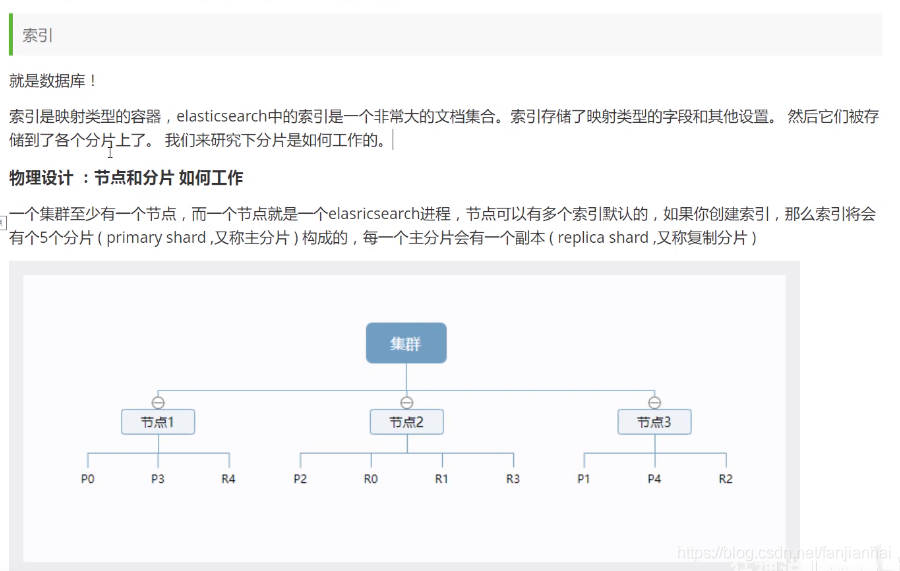 索引
就是数据库！
索引是映射类型的容器，elasticsearch中的索引是一个非常大的文档集合。索引存储了映射类型的字段和其他设置。 然后它们被存
储到了各个分片上了。 我们来研究下分片是如何工作的。
物理设计 ：节点和分片 如何工作
一个集群至少有一个节点，而一个节点就是一个elasricsearch进程，节点可以有多个索引默认的，如果你创建索引，那么索引将会
有个5个分片 ( primary shard ,又称主分片 ) 构成的，每一个主分片会有一个副本 ( replica shard ,又称复制分片 )
集群
节点1 节点2 节点3
P0 P3 R4 P2 R0 R1 R3 P1 P4 R2
https://blog.csdn.net/fanjianhai